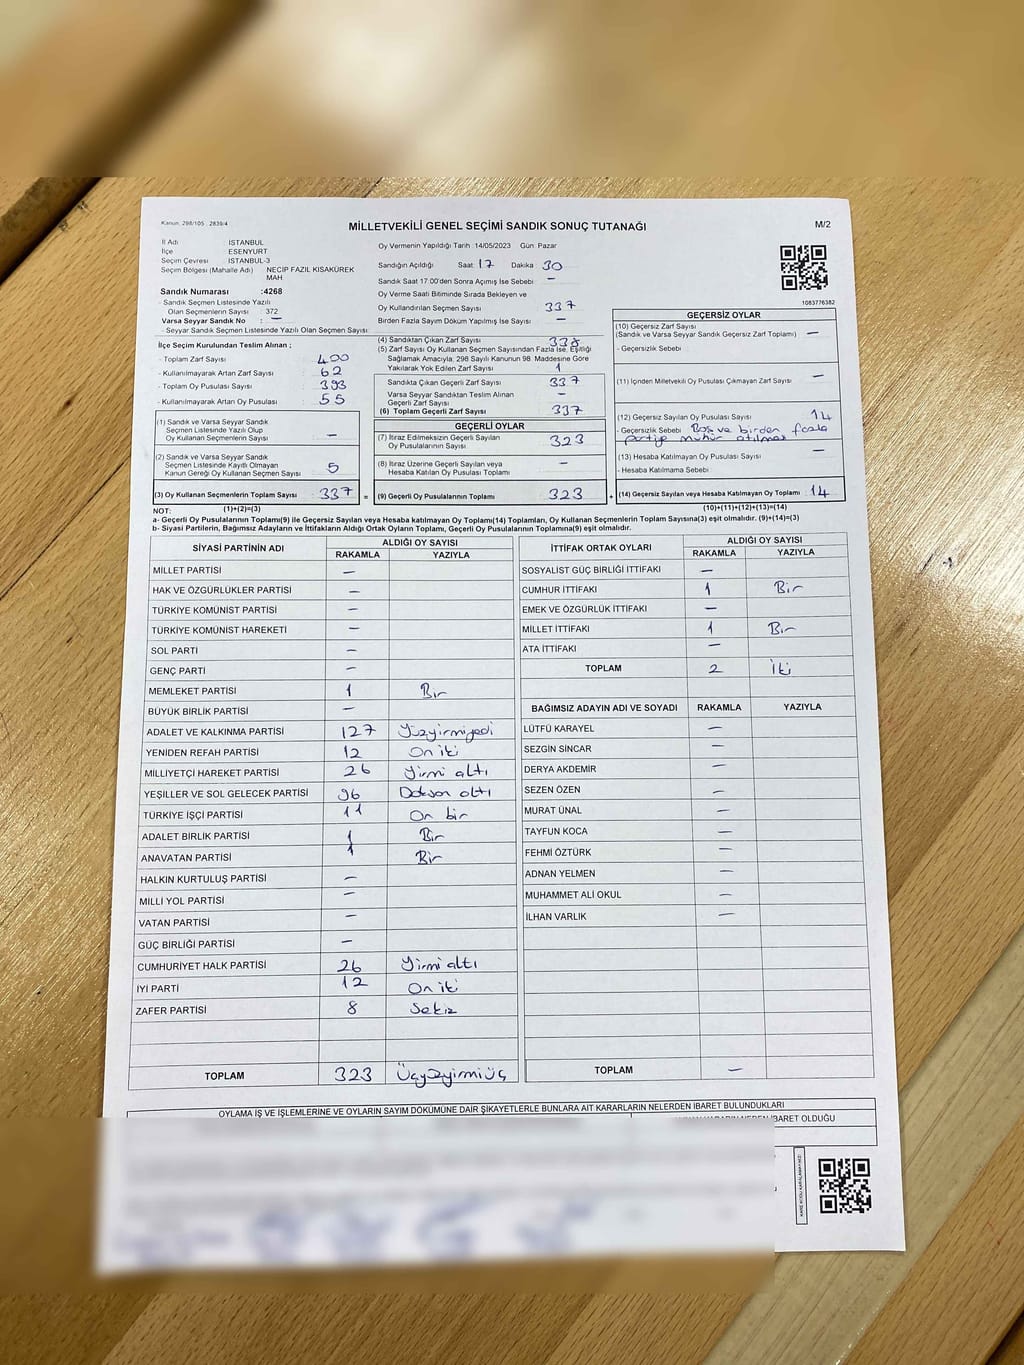 Kanun: 298/105 . 2839/4
MİLLETVEKİLİ GENEL SEÇİMİ SANDIK SONUÇ TUTANAĞI
M/2
İl Adı İSTANBUL
İlçe ESENYURT
Seçim Çevresi İSTANBUL-3
Seçim Bölgesi (Mahalle Adı) NECİP FAZIL KISAKÜREK
MAH.
Sandık Numarası :4268
- Sandık Seçmen Listesinde Yazılı
Olan Seçmenlerin Sayısı : 372
Varsa Seyyar Sandık No : —
- Seyyar Sandık Seçmen Listesinde Yazılı Olan Seçmen Sayısı:
İlçe Seçim Kurulundan Teslim Alınan ;
- Toplam Zarf Sayısı 400
- Kullanılmayarak Artan Zarf Sayısı 62
- Toplam Oy Pusulası Sayısı 393
- Kullanılmayarak Artan Oy Pusulası 55
(1) Sandık ve Varsa Seyyar Sandık
Seçmen Listesinde Yazılı Olup
Oy Kullanan Seçmenlerin Sayısı —
(2) Sandık ve Varsa Seyyar Sandık
Seçmen Listesinde Kayıtlı Olmayan
Kanun Gereği Oy Kullanan Seçmen Sayısı 5
(3) Oy Kullanan Seçmenlerin Toplam Sayısı 337 =
Oy Vermenin Yapıldığı Tarih :14/05/2023 Gün: Pazar
Sandığın Açıldığı Saat: 17 Dakika: 30
Sandık Saat 17.00'den Sonra Açımış İse Sebebi: —
Oy Verme Saati Bitiminde Sırada Bekleyen ve
Oy Kullandırılan Seçmen Sayısı 337
Birden Fazla Sayım Döküm Yapılmış İse Sayısı —
(4) Sandıktan Çıkan Zarf Sayısı 338
(5) Zarf Sayısı Oy Kullanan Seçmen Sayısından Fazla İse, Eşitliği
Sağlamak Amacıyla, 298 Sayılı Kanunun 98. Maddesine Göre
Yakılarak Yok Edilen Zarf Sayısı 1
Sandıkta Çıkan Geçerli Zarf Sayısı 337
Varsa Seyyar Sandıktan Teslim Alınan
Geçerli Zarf Sayısı —
(6) Toplam Geçerli Zarf Sayısı 337
GEÇERLİ OYLAR
(7) İtiraz Edilmeksizin Geçerli Sayılan
Oy Pusulalarının Sayısı 323
(8) İtiraz Üzerine Geçerli Sayılan veya
Hesaba Katılan Oy Pusulası Toplamı —
(9) Geçerli Oy Pusulalarının Toplamı 323 +
1083776382
GEÇERSİZ OYLAR
(10) Geçersiz Zarf Sayısı
(Sandık ve Varsa Seyyar Sandık Geçersiz Zarf Toplamı) —
- Geçersizlik Sebebi
(11) İçinden Milletvekili Oy Pusulası Çıkmayan Zarf Sayısı —
(12) Geçersiz Sayılan Oy Pusulası Sayısı 14
- Geçersizlik Sebebi Boş ve birden fazla
partiye mühür atılması
(13) Hesaba Katılmayan Oy Pusulası Sayısı —
- Hesaba Katılmama Sebebi
(14) Geçersiz Sayılan veya Hesaba Katılmayan Oy Toplamı 14
NOT: (1)+(2)=(3) (10)+(11)+(12)+(13)=(14)
a- Geçerli Oy Pusulalarının Toplamı(9) ile Geçersiz Sayılan veya Hesaba katılmayan Oy Toplamı(14) Toplamları, Oy Kullanan Seçmenlerin Toplam Sayısına(3) eşit olmalıdır. (9)+(14)=(3)
b- Siyasi Partilerin, Bağımsız Adayların ve İttifakların Aldığı Ortak Oyların Toplamı, Geçerli Oy Pusulalarının Toplamına(9) eşit olmalıdır.
SİYASİ PARTİNİN ADI ALDIĞI OY SAYISI
RAKAMLA YAZIYLA
MİLLET PARTİSİ —
HAK VE ÖZGÜRLÜKLER PARTİSİ —
TÜRKİYE KOMÜNİST PARTİSİ —
TÜRKİYE KOMÜNİST HAREKETİ —
SOL PARTİ —
GENÇ PARTİ —
MEMLEKET PARTİSİ 1 Bir
BÜYÜK BİRLİK PARTİSİ —
ADALET VE KALKINMA PARTİSİ 127 Yüzyirmiyedi
YENİDEN REFAH PARTİSİ 12 On iki
MİLLİYETÇİ HAREKET PARTİSİ 26 Yirmi altı
YEŞİLLER VE SOL GELECEK PARTİSİ 96 Doksan altı
TÜRKİYE İŞÇİ PARTİSİ 11 On bir
ADALET BİRLİK PARTİSİ 1 Bir
ANAVATAN PARTİSİ 1 Bir
HALKIN KURTULUŞ PARTİSİ —
MİLLİ YOL PARTİSİ —
VATAN PARTİSİ —
GÜÇ BİRLİĞİ PARTİSİ —
CUMHURİYET HALK PARTİSİ 26 Yirmi altı
İYİ PARTİ 12 On iki
ZAFER PARTİSİ 8 Sekiz
TOPLAM 323 Üçyüzyirmiüç
İTTİFAK ORTAK OYLARI ALDIĞI OY SAYISI
RAKAMLA YAZIYLA
SOSYALİST GÜÇ BİRLİĞİ İTTİFAKI —
CUMHUR İTTİFAKI 1 Bir
EMEK VE ÖZGÜRLÜK İTTİFAKI —
MİLLET İTTİFAKI 1 Bir
ATA İTTİFAKI —
TOPLAM 2 İki
BAĞIMSIZ ADAYIN ADI VE SOYADI RAKAMLA YAZIYLA
LÜTFÜ KARAYEL —
SEZGİN SİNCAR —
DERYA AKDEMİR —
SEZEN ÖZEN —
MURAT ÜNAL —
TAYFUN KOCA —
FEHMİ ÖZTÜRK —
ADNAN YELMEN —
MUHAMMET ALİ OKUL —
İLHAN VARLIK —
TOPLAM —
OYLAMA İŞ VE İŞLEMLERİNE VE OYLARIN SAYIM DÖKÜMÜNE DAİR ŞİKAYETLERLE BUNLARA AİT KARARLARIN NELERDEN İBARET BULUNDUKLARI
İBARET OLDUĞU